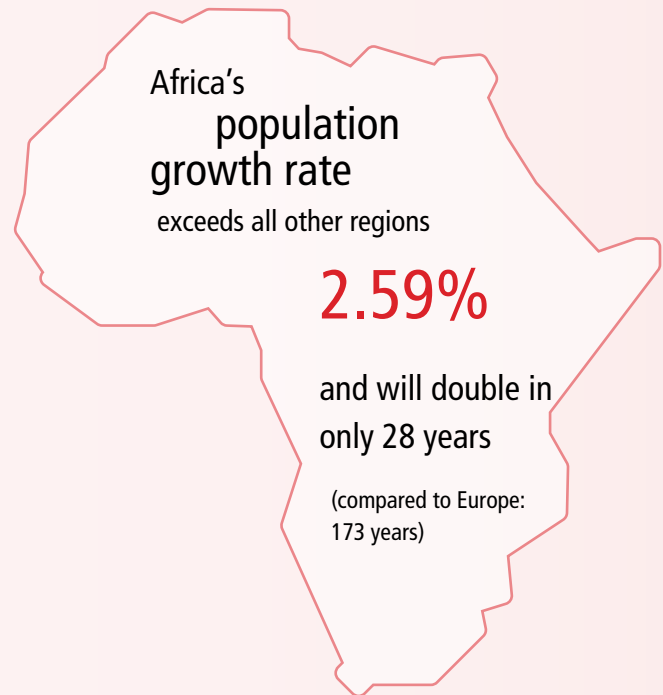 Africa's
population
growth rate
exceeds all other regions
2.59%
and will double in
only 28 years
(compared to Europe:
173 years)